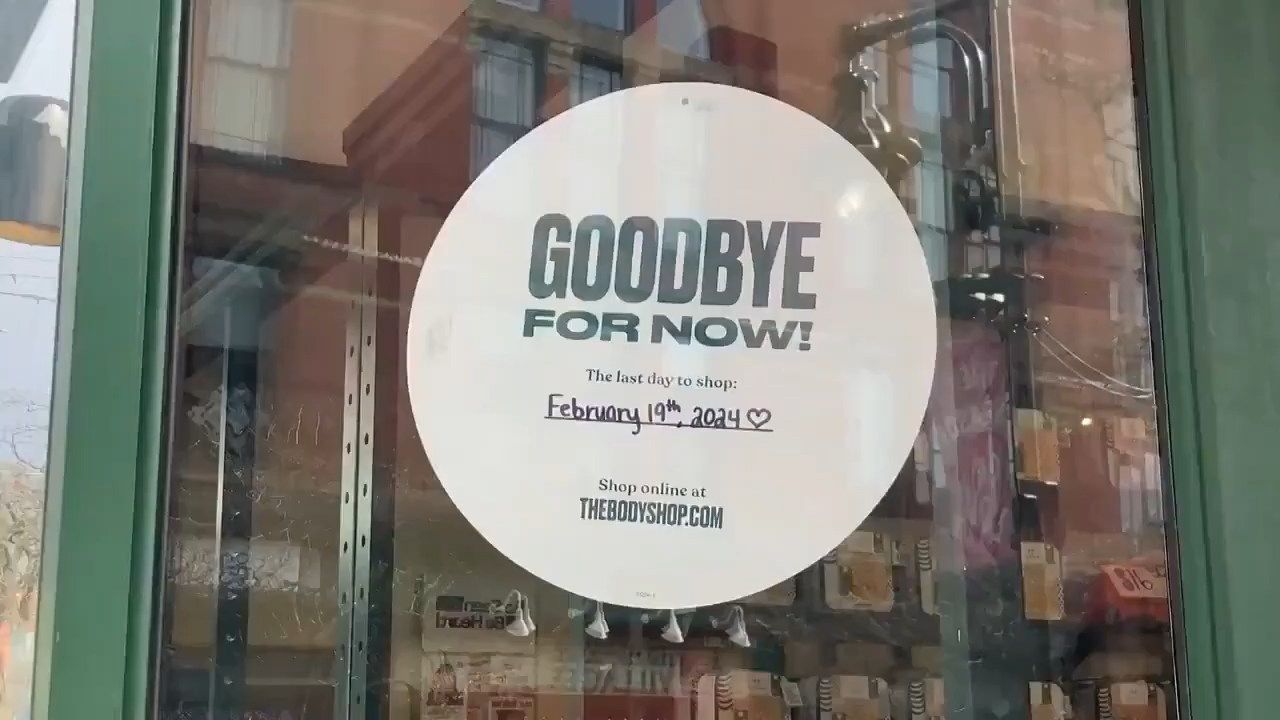 GOODBYE
FOR NOW!
The last day to shop:
February 19th, 2024♡
Shop online at
THEBODYSHOP.COM